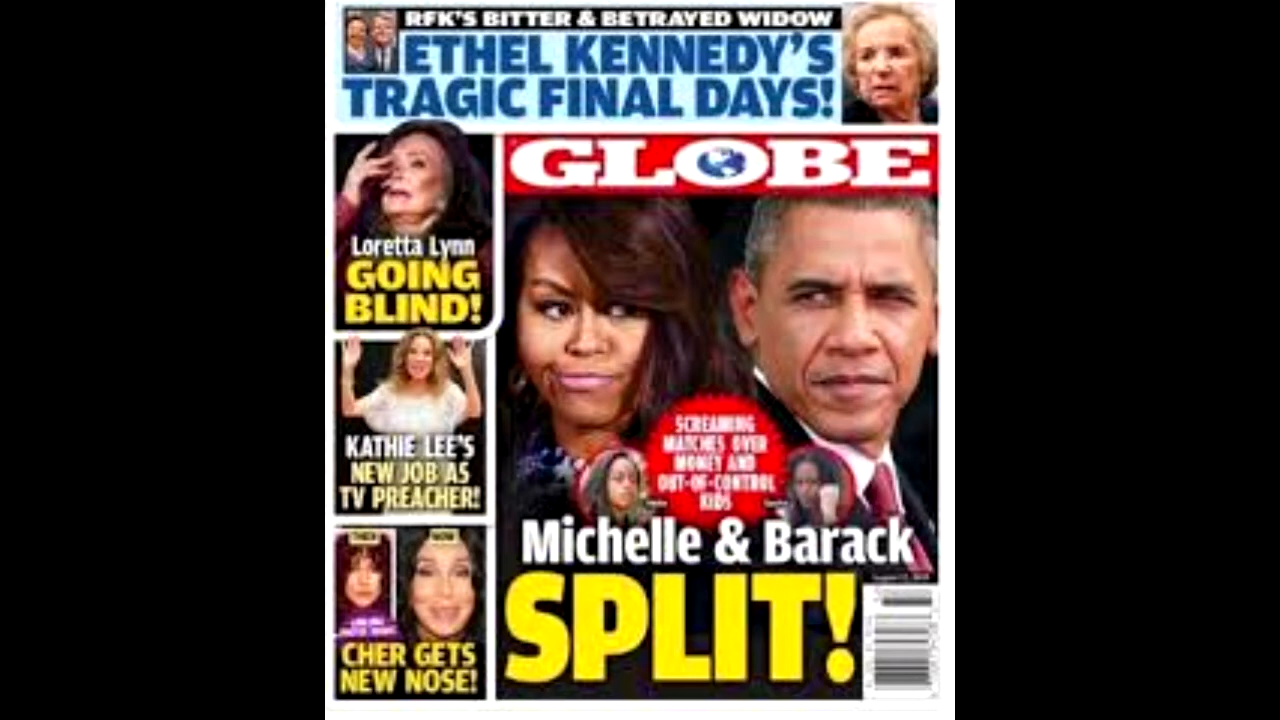 RFK'S BITTER & BETRAYED WIDOW
ETHEL KENNEDY'S
TRAGIC FINAL DAYS!
GLOBE
Loretta Lynn
GOING
BLIND!
KATHIE LEE'S
NEW JOB AS
TV PREACHER!
THEN
NOW
CHER GETS
NEW NOSE!
SCREAMING
MATCHES OVER
MONEY AND
OUT-OF-CONTROL
KIDS
Michelle & Barack
SPLIT!